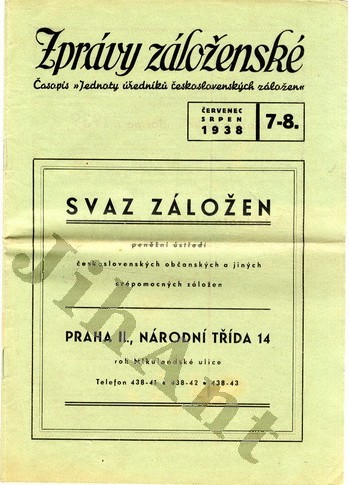 Zprávy záloženské
Časopis »Jednoty úředníků československých záložen«
ČERVENEC
SRPEN
1938
7-8.
SVAZ ZÁLOŽEN
peněžní ústředí
československých občanských a jiných
svépomocných záložen
PRAHA II., NÁRODNÍ TŘÍDA 14
roh Mikulandské ulice
Telefon 438-41 • 438-42 • 438-43
JihAnt